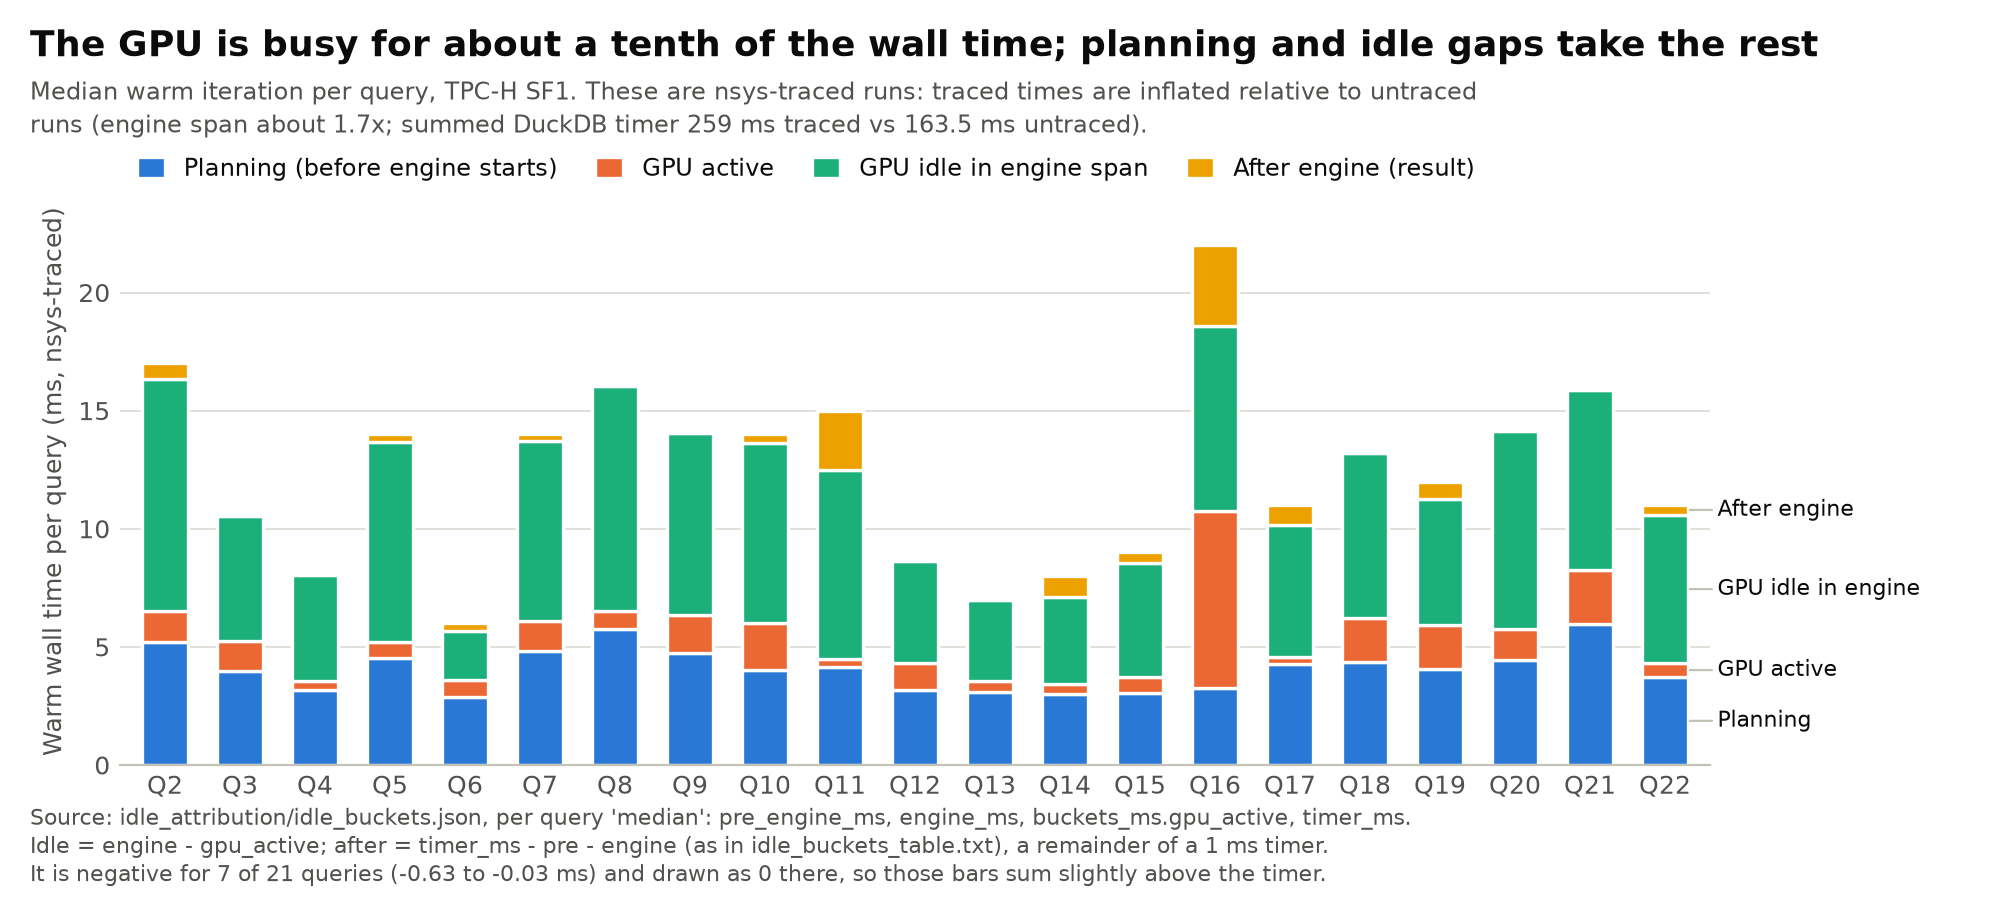 The GPU is busy for about a tenth of the wall time; planning and idle gaps take the rest
Median warm iteration per query, TPC-H SF1. These are nsys-traced runs: traced times are inflated relative to untraced
runs (engine span about 1.7x; summed DuckDB timer 259 ms traced vs 163.5 ms untraced).
Planning (before engine starts) GPU active GPU idle in engine span After engine (result)
Warm wall time per query (ms, nsys-traced)
20
15
10
5
0
After engine
GPU idle in engine
GPU active
Planning
Q2 Q3 Q4 Q5 Q6 Q7 Q8 Q9 Q10 Q11 Q12 Q13 Q14 Q15 Q16 Q17 Q18 Q19 Q20 Q21 Q22
Source: idle_attribution/idle_buckets.json, per query 'median': pre_engine_ms, engine_ms, buckets_ms.gpu_active, timer_ms.
Idle = engine - gpu_active; after = timer_ms - pre - engine (as in idle_buckets_table.txt), a remainder of a 1 ms timer.
It is negative for 7 of 21 queries (-0.63 to -0.03 ms) and drawn as 0 there, so those bars sum slightly above the timer.